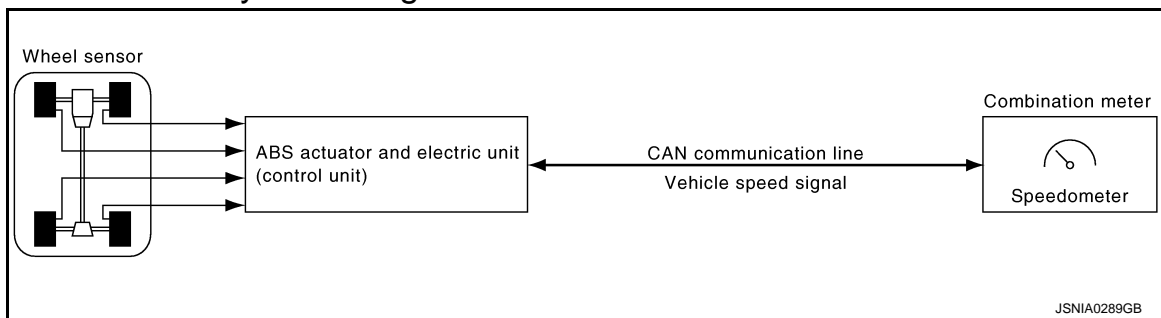 Wheel sensor
ABS actuator and electric unit
(control unit)
CAN communication line
Vehicle speed signal
Combination meter
Speedometer
JSNIA0289GB